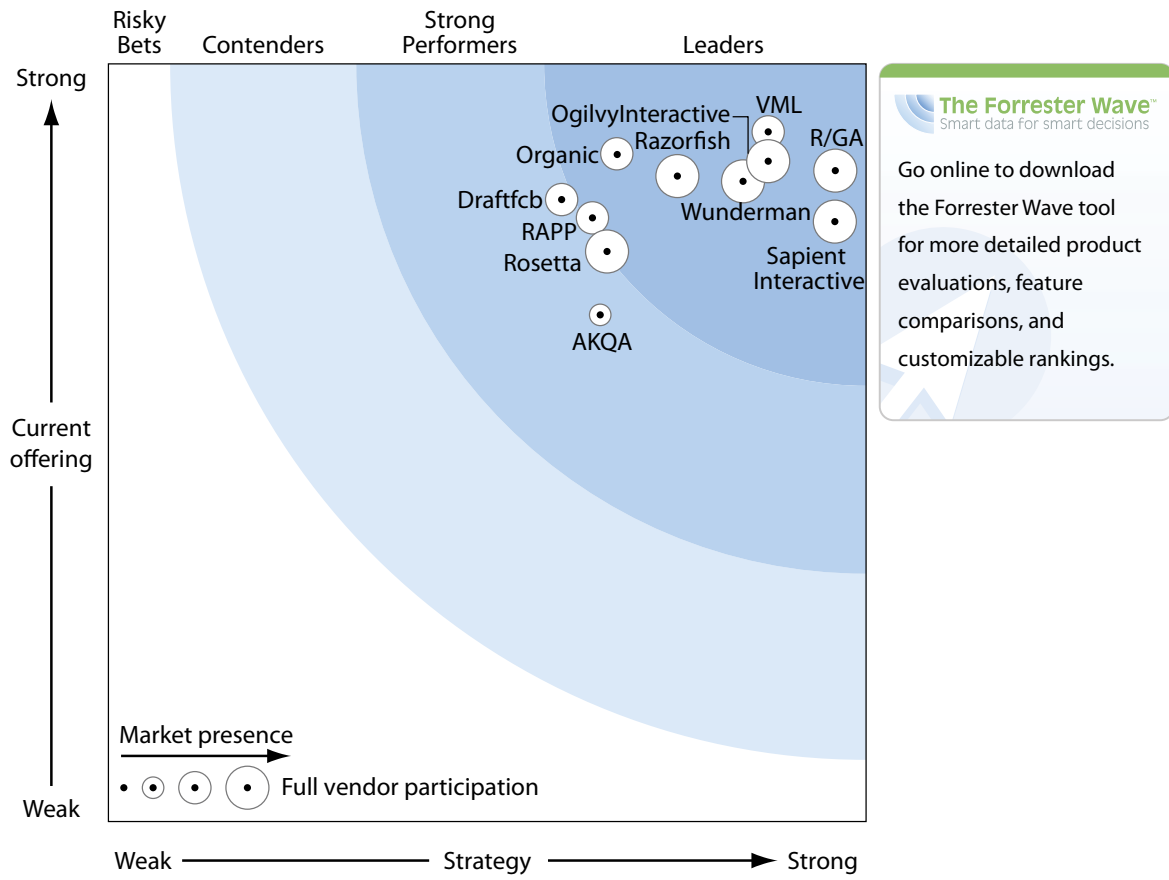 Risky
Bets
Contenders
Strong
Performers
Leaders
Strong
Current
offering
Weak
VML
OgilvyInteractive
Razorfish
R/GA
Organic
Draftfcb
RAPP
Wunderman
Rosetta
Sapient
Interactive
AKQA
Market presence
Full vendor participation
Weak
Strategy
Strong
The Forrester Wave™
Smart data for smart decisions
Go online to download
the Forrester Wave tool
for more detailed product
evaluations, feature
comparisons, and
customizable rankings.